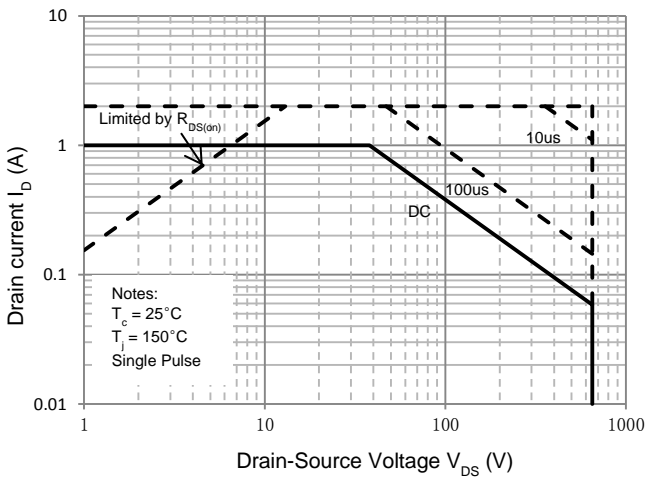 10
1
0.1
0.01
Drain current I_D (A)
Limited by R_DS(on)
10us
100us
DC
Notes:
T_c = 25°C
T_j = 150°C
Single Pulse
1
10
100
1000
Drain-Source Voltage V_DS (V)